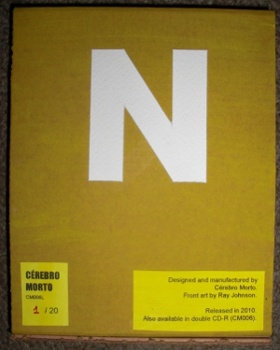 N
CÉREBRO
MORTO
CM006L
1 / 20
Designed and manufactured by
Cérebro Morto.
Front art by Ray Johnson.
Released in 2010.
Also available in double CD-R (CM006).